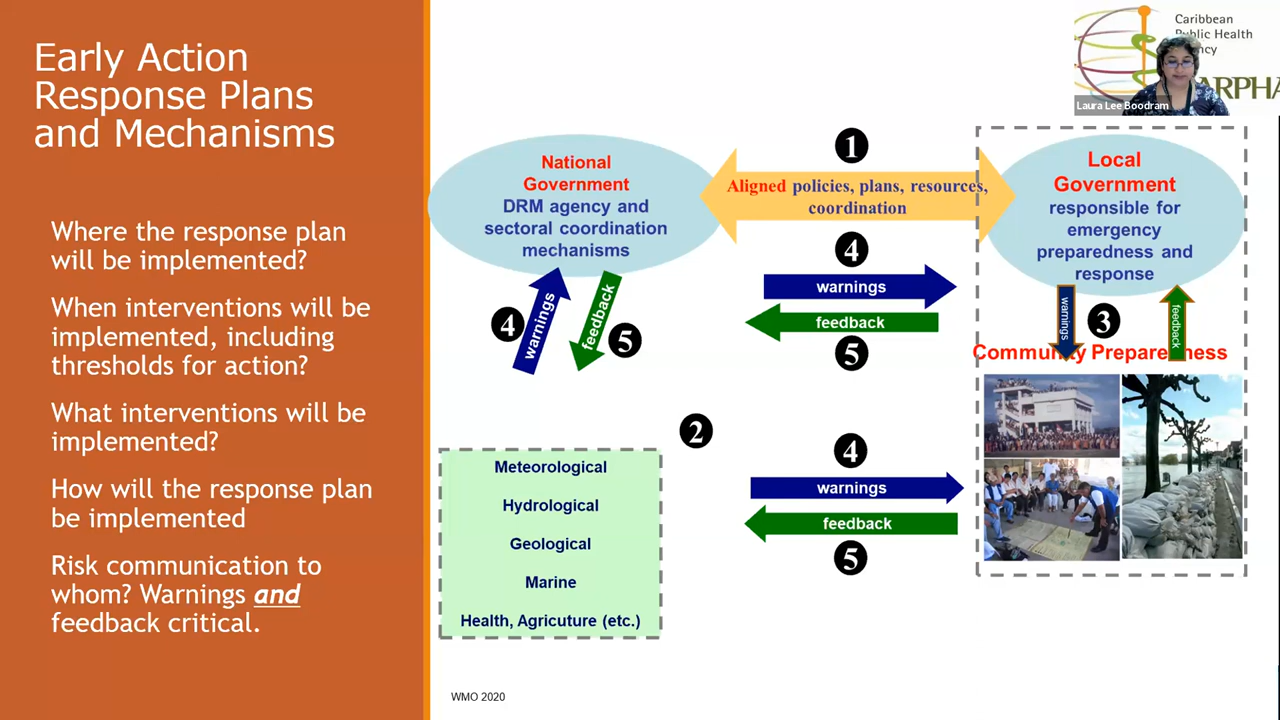 Early Action
Response Plans
and Mechanisms
Where the response plan
will be implemented?
When interventions will be
implemented, including
thresholds for action?
What interventions will be
implemented?
How will the response plan
be implemented
Risk communication to
whom? Warnings and
feedback critical.
Caribbean
Public Health
Laura Lee Boodram
National
Government
DRM agency and
sectoral coordination
mechanisms
1
Aligned policies, plans, resources,
coordination
Local
Government
responsible for
emergency
preparedness and
response
4
warnings
feedback
5
4
warnings
feedback
5
warnings
3
feedback
Community Preparedness
2
Meteorological
Hydrological
Geological
Marine
Health, Agricuture (etc.)
4
warnings
feedback
5
WMO 2020